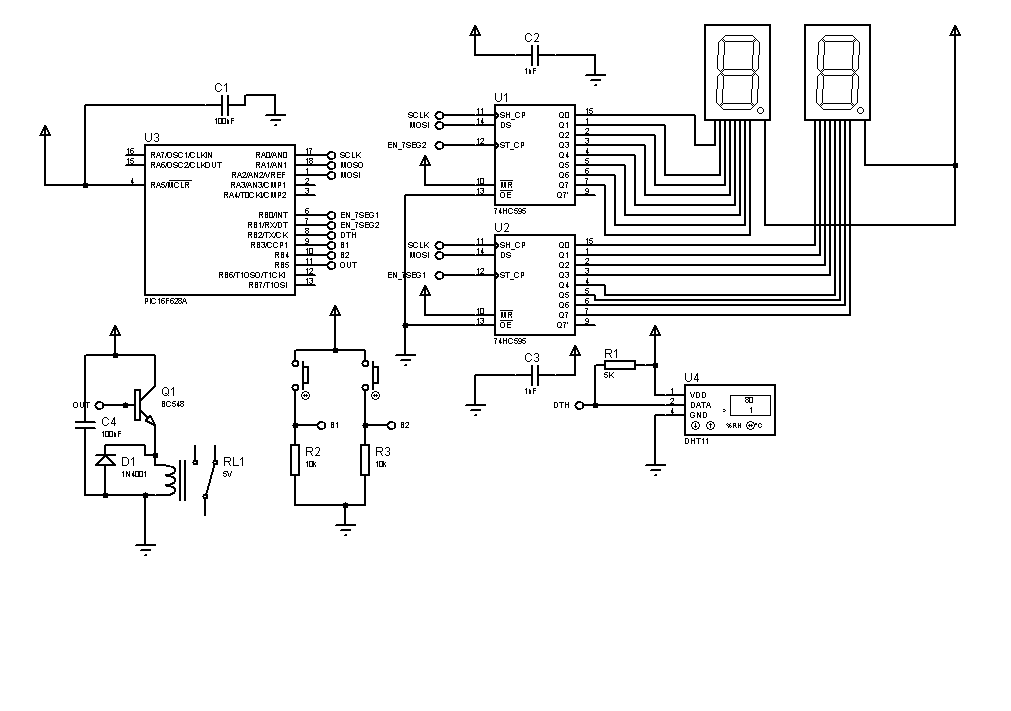 C2
1nF
C1
100nF
U3
16 RA7/OSC1/CLKIN RA0/AN0 17 SCLK
15 RA6/OSC2/CLKOUT RA1/AN1 18 MOSO
RA2/AN2/VREF 1 MOSI
4 RA5/MCLR RA3/AN3/CMP1 2
RA4/T0CKI/CMP2 3
RB0/INT 6 EN_7SEG1
RB1/RX/DT 7 EN_7SEG2
RB2/TX/CK 8 DTH
RB3/CCP1 9 B1
RB4 10 B2
RB5 11 OUT
RB6/T1OSO/T1CKI 12
RB7/T1OSI 13
PIC16F628A
U1
SCLK 11 SH_CP Q0 15
MOSI 14 DS Q1 1
Q2 2
EN_7SEG2 12 ST_CP Q3 3
Q4 4
Q5 5
Q6 6
10 MR Q7 7
13 OE Q7' 9
74HC595
U2
SCLK 11 SH_CP Q0 15
MOSI 14 DS Q1 1
Q2 2
EN_7SEG1 12 ST_CP Q3 3
Q4 4
Q5 5
Q6 6
10 MR Q7 7
13 OE Q7' 9
74HC595
C3
1nF
R1
5K
DTH
U4
1 VDD
2 DATA
4 GND
80
1
>
%RH °C
DHT11
Q1
BC548
OUT
C4
100nF
D1
1N4001
RL1
5V
B1
B2
R2
10k
R3
10k